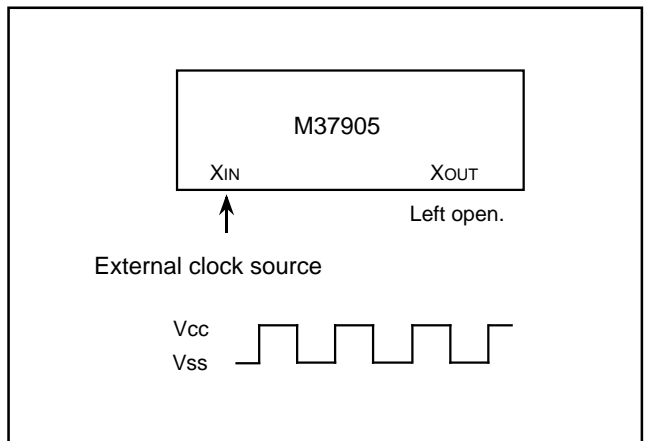 M37905
XIN XOUT
Left open.
External clock source
Vcc
Vss